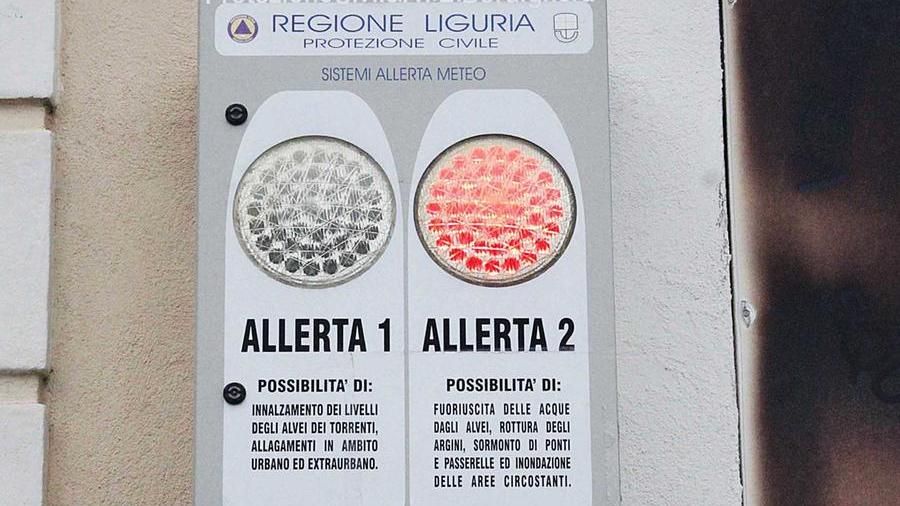 REGIONE LIGURIA
PROTEZIONE CIVILE
SISTEMI ALLERTA METEO
ALLERTA 1
POSSIBILITA' DI:
INNALZAMENTO DEI LIVELLI
DEGLI ALVEI DEI TORRENTI,
ALLAGAMENTI IN AMBITO
URBANO ED EXTRAURBANO.
ALLERTA 2
POSSIBILITA' DI:
FUORIUSCITA DELLE ACQUE
DAGLI ALVEI, ROTTURA DEGLI
ARGINI, SORMONTO DI PONTI
E PASSERELLE ED INONDAZIONE
DELLE AREE CIRCOSTANTI.